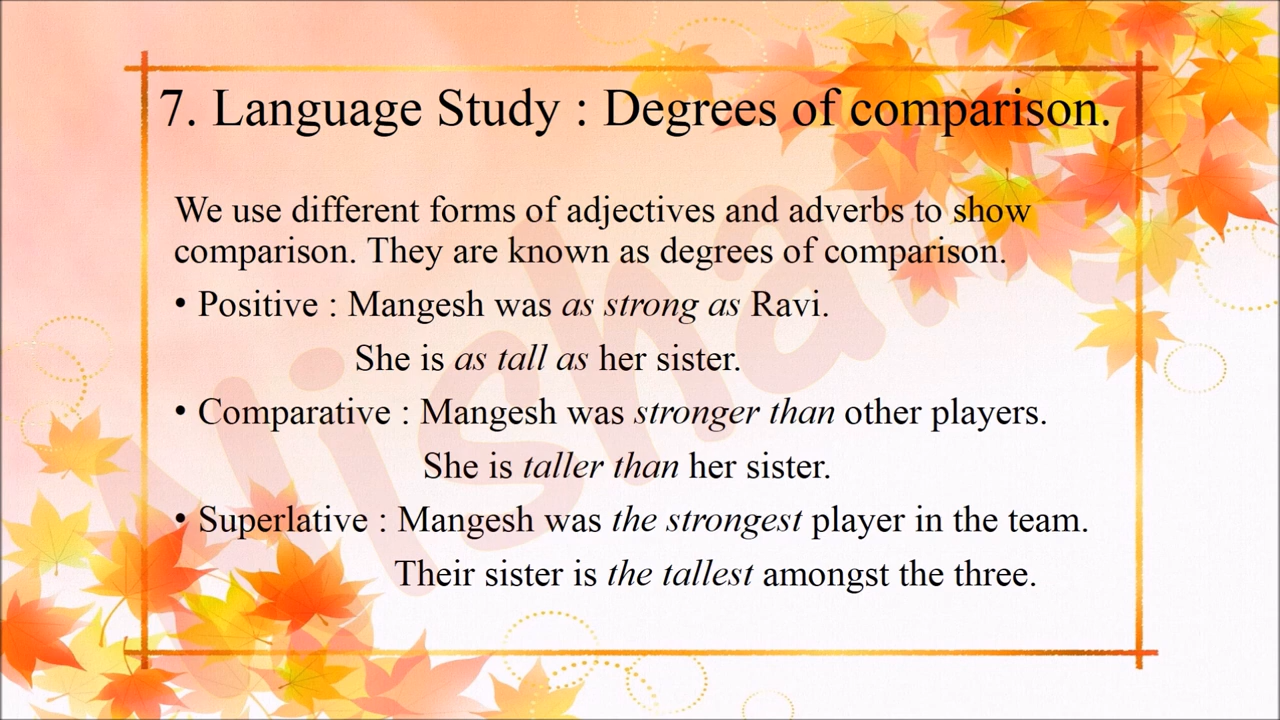 7. Language Study : Degrees of comparison.
We use different forms of adjectives and adverbs to show
comparison. They are known as degrees of comparison.
• Positive : Mangesh was as strong as Ravi.
She is as tall as her sister.
• Comparative : Mangesh was stronger than other players.
She is taller than her sister.
• Superlative : Mangesh was the strongest player in the team.
Their sister is the tallest amongst the three.